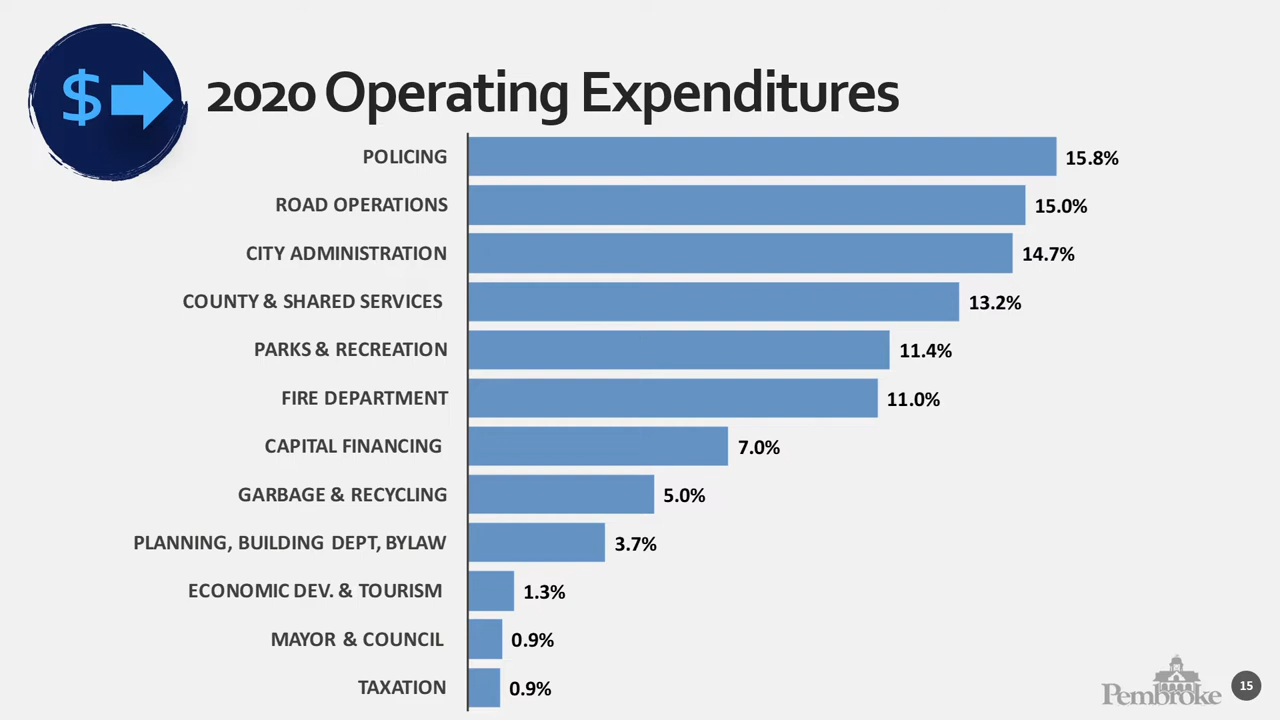 $
2020 Operating Expenditures
POLICING 15.8%
ROAD OPERATIONS 15.0%
CITY ADMINISTRATION 14.7%
COUNTY & SHARED SERVICES 13.2%
PARKS & RECREATION 11.4%
FIRE DEPARTMENT 11.0%
CAPITAL FINANCING 7.0%
GARBAGE & RECYCLING 5.0%
PLANNING, BUILDING DEPT, BYLAW 3.7%
ECONOMIC DEV. & TOURISM 1.3%
MAYOR & COUNCIL 0.9%
TAXATION 0.9%
Pembroke
15